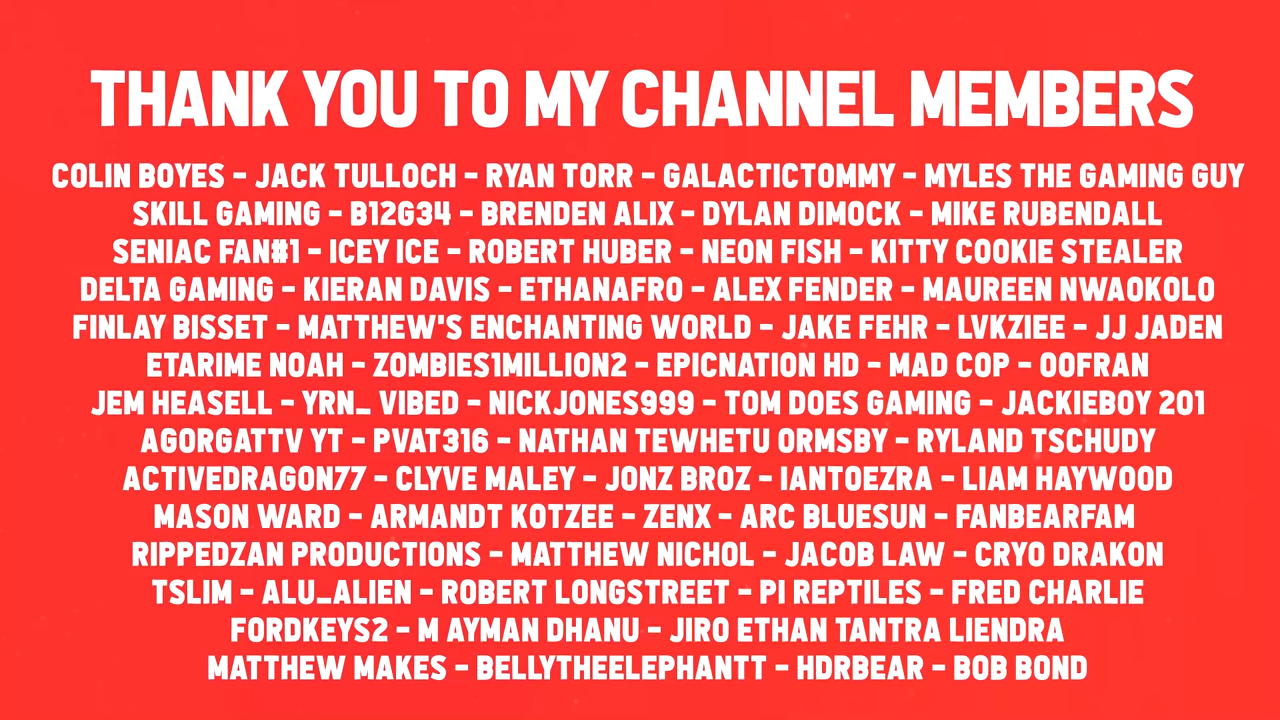 THANK YOU TO MY CHANNEL MEMBERS
COLIN BOYES - JACK TULLOCH - RYAN TORR - GALACTICTOMMY - MYLES THE GAMING GUY
SKILL GAMING - B12G34 - BRENDEN ALIX - DYLAN DIMOCK - MIKE RUBENDALL
SENIAC FAN#1 - ICEY ICE - ROBERT HUBER - NEON FISH - KITTY COOKIE STEALER
DELTA GAMING - KIERAN DAVIS - ETHANAFRO - ALEX FENDER - MAUREEN NWAOKOLO
FINLAY BISSET - MATTHEW'S ENCHANTING WORLD - JAKE FEHR - LVKZIEE - JJ JADEN
ETARIME NOAH - ZOMBIES1MILLION2 - EPICNATION HD - MAD COP - OOFRAN
JEM HEASELL - YRN_ VIBED - NICKJONES999 - TOM DOES GAMING - JACKIEBOY 201
AGORGATTV YT - PVAT316 - NATHAN TEWHETU ORMSBY - RYLAND TSCHUDY
ACTIVEDRAGON77 - CLYVE MALEY - JONZ BROZ - IANTOEZRA - LIAM HAYWOOD
MASON WARD - ARMANDT KOTZEE - ZENX - ARC BLUESUN - FANBEARFAM
RIPPEDZAN PRODUCTIONS - MATTHEW NICHOL - JACOB LAW - CRYO DRAKON
TSLIM - ALU_ALIEN - ROBERT LONGSTREET - PI REPTILES - FRED CHARLIE
FORDKEYS2 - M AYMAN DHANU - JIRO ETHAN TANTRA LIENDRA
MATTHEW MAKES - BELLYTHEELEPHANTT - HDRBEAR - BOB BOND